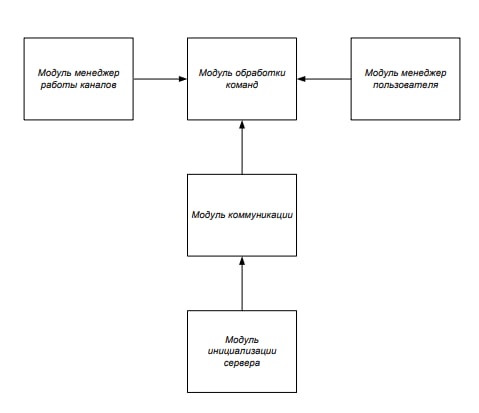 Модуль менеджер
работы каналов
Модуль обработки
команд
Модуль менеджер
пользователя
Модуль коммуникации
Модуль
инициализации
сервера